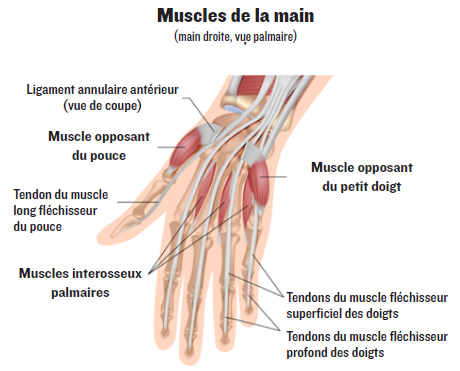 Muscles de la main
(main droite, vue palmaire)
Ligament annulaire antérieur
(vue de coupe)
Muscle opposant
du pouce
Muscle opposant
du petit doigt
Tendon du muscle
long fléchisseur
du pouce
Muscles interosseux
palmaires
Tendons du muscle fléchisseur
superficiel des doigts
Tendons du muscle fléchisseur
profond des doigts